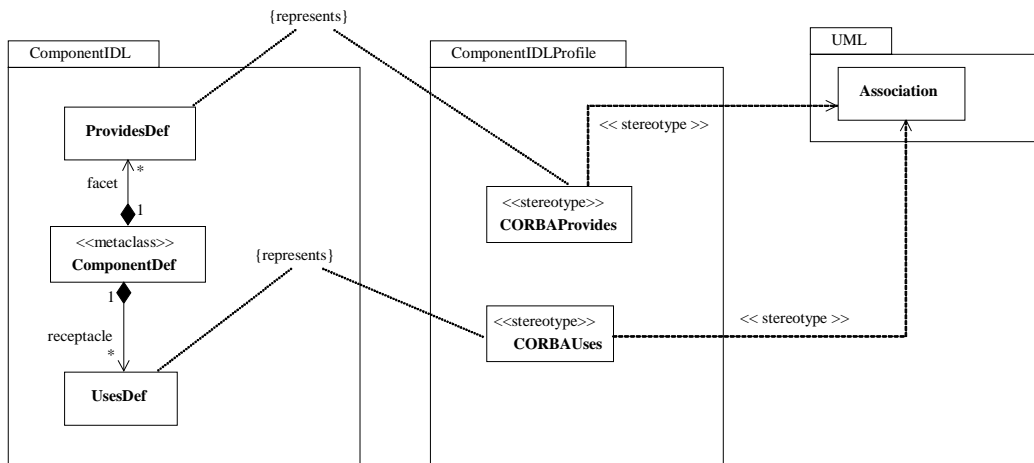 {represents}
ComponentIDL
ComponentIDLProfile
UML
Association
ProvidesDef
<< stereotype >>
*
facet
1
<<stereotype>>
CORBAProvides
<<metaclass>>
ComponentDef
{represents}
1
receptacle
*
<<stereotype>>
CORBAUses
<< stereotype >>
UsesDef